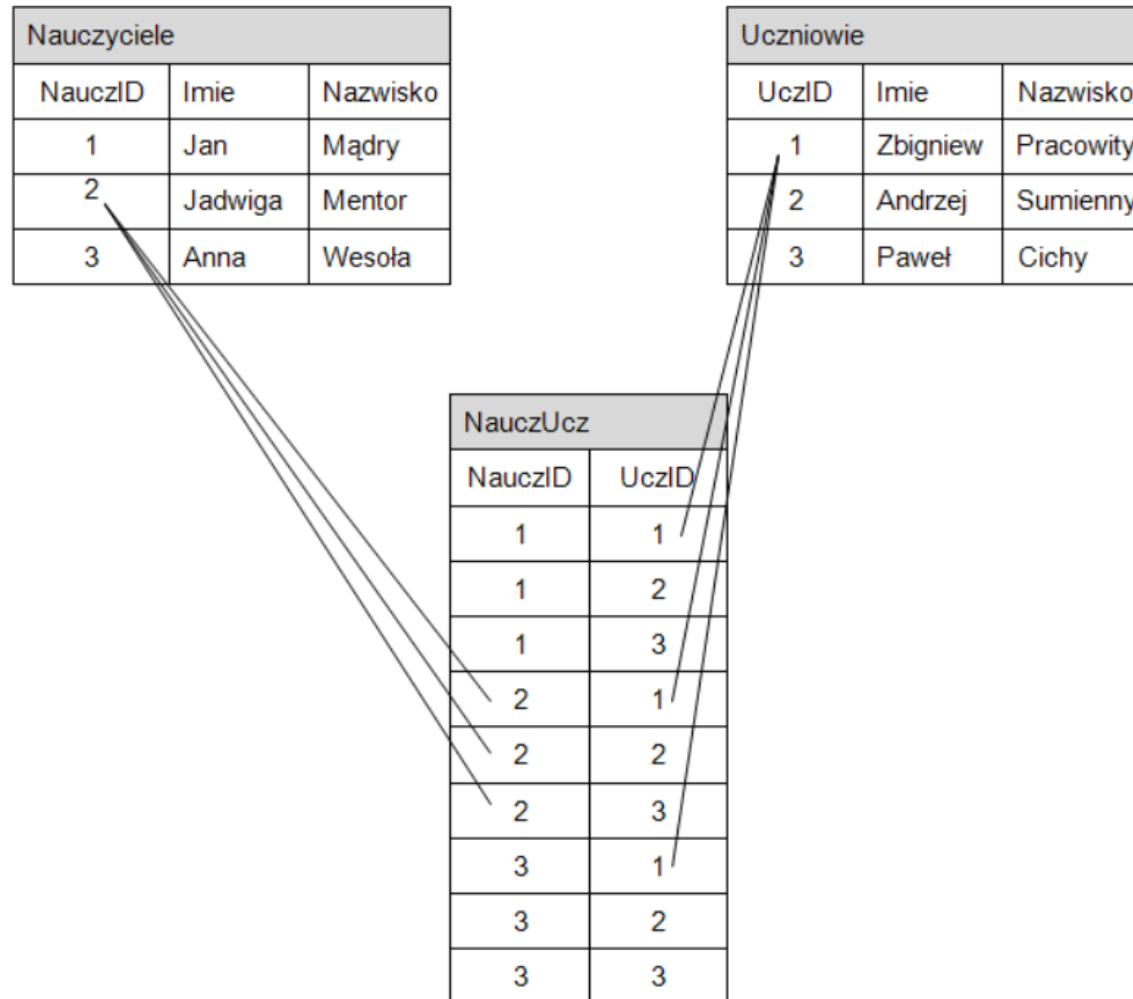 Nauczyciele
NauczID Imie Nazwisko
1 Jan Mądry
2 Jadwiga Mentor
3 Anna Wesoła
Uczniowie
UczID Imie Nazwisko
1 Zbigniew Pracowity
2 Andrzej Sumienny
3 Paweł Cichy
NauczUcz
NauczID UczID
1 1
1 2
1 3
2 1
2 2
2 3
3 1
3 2
3 3